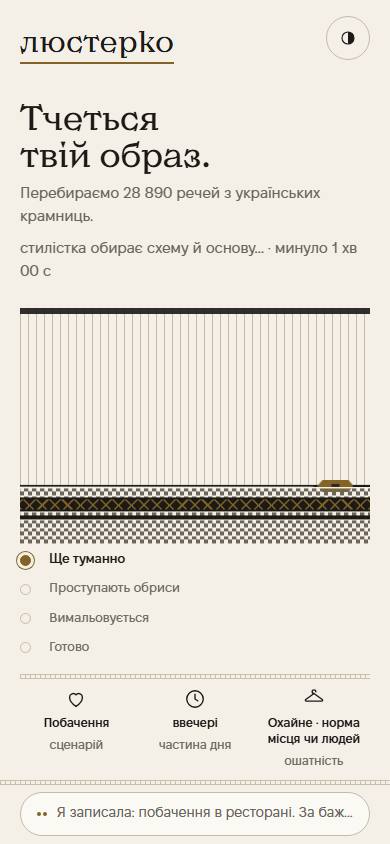 люстерко
Тчеться
твій образ.
Перебираємо 28 890 речей з українських
крамниць.
стилістка обирає схему й основу... · минуло 1 хв
00 с
Ще туманно
Проступають обриси
Вимальовується
Готово
Побачення
сценарій
ввечері
частина дня
Охайне · норма
місця чи людей
ошатність
Я записала: побачення в ресторані. За баж...